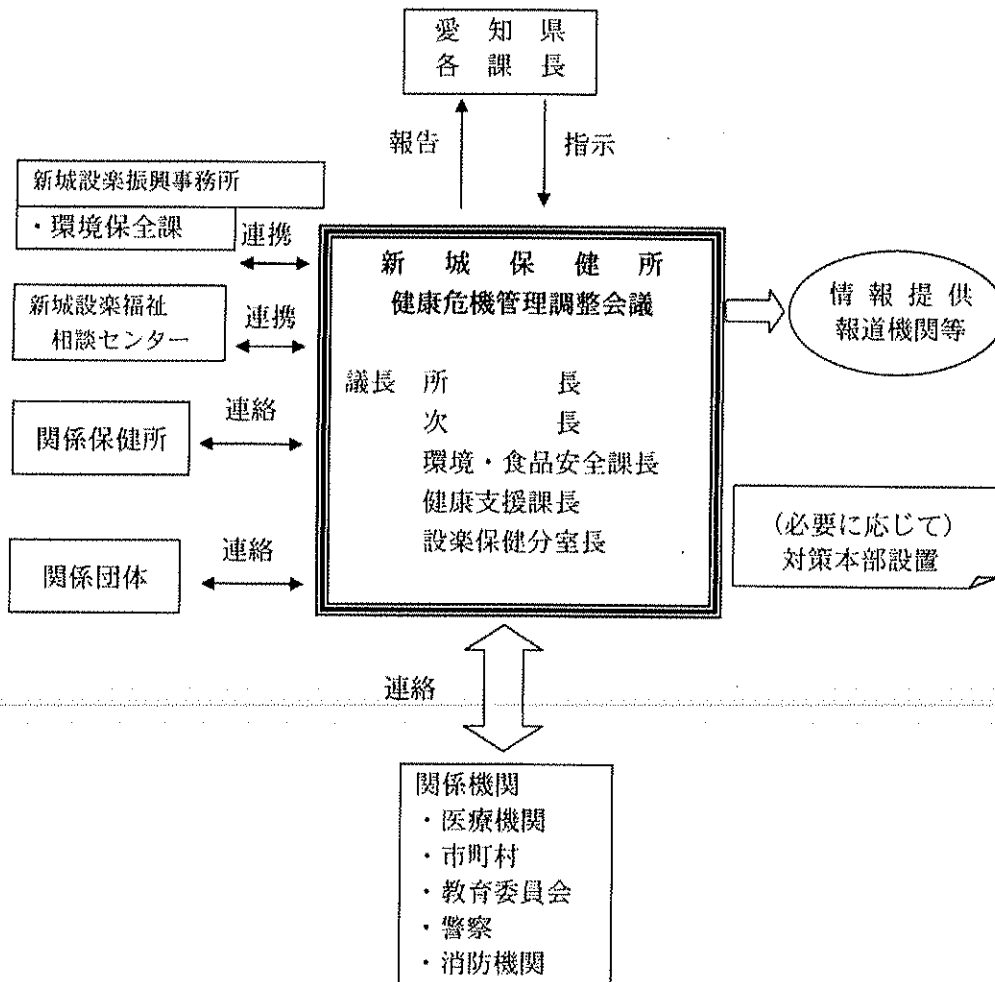 愛知県
各課長
報告
指示
新城設楽振興事務所
・環境保全課
連携
新城設楽福祉
相談センター
連携
関係保健所
連絡
関係団体
連絡
新城保健所
健康危機管理調整会議
議長 所長
次長
環境・食品安全課長
健康支援課長
設楽保健分室長
情報提供
報道機関等
(必要に応じて)
対策本部設置
連絡
関係機関
・医療機関
・市町村
・教育委員会
・警察
・消防機関